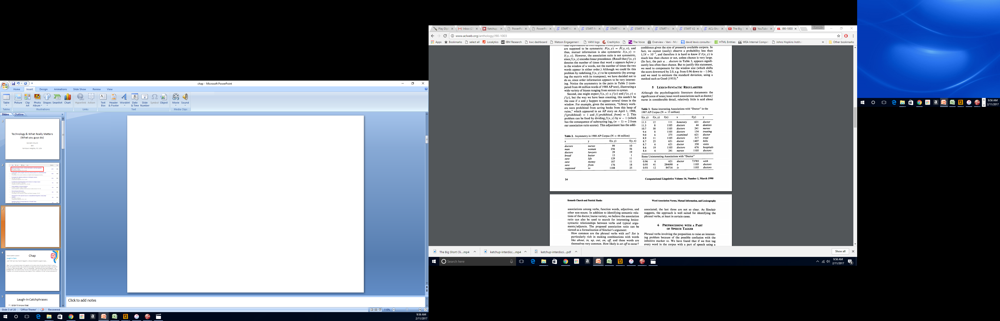 chap - Microsoft PowerPoint
Home Insert Design Animations Slide Show Review View
Table Picture Clip Art Photo Album Shapes SmartArt Chart Hyperlink Action Text Box Header & Footer WordArt Date & Time Slide Number Symbol Object Movie Sound
Tables Illustrations Links Text Media Clips
Slides Outline
1
Technology & What Really Matters
(What you guys do)
Kenneth Church
IBM
Yorktown Heights, NY, USA
2
3
4
Chap
Laugh-In Quiz
5
Laugh-In Catchphrases
• I didn't know that
Click to add notes
Slide 3 of 20 "Office Theme" Recovered 110%
9:56 AM
2/11/2017
Play Dip Inbox (2 Ketchup PowerPo PowerPo START V2 START Pa START V2 START Pa START V2 START V2 ACL-Sho The Big S YouTube J90-1003 Kenneth
www.aclweb.org/anthology/J90-1003
Apps Bookmarks select all Localytics IBM Research kwc dashboard Watson Engagement VANI logs Crashlytics The Voice Overview - Vani - Mo david lewis consultan HTML Entities WEA Internal Compet Johns Hopkins Institu » Other bookmarks
are supposed to be symmetric: P(x, y) = P(y, x), and
thus, mutual information is also symmetric: I(x, y) =
I(y, x). However, the association ratio is not symmetric,
since f(x, y) encodes linear precedence. (Recall that f(x, y)
denotes the number of times that word x appears before y
in the window of w words, not the number of times the two
words appear in either order.) Although we could fix this
problem by redefining f(x, y) to be symmetric (by averag-
ing the matrix with its transpose), we have decided not to
do so, since order information appears to be very interest-
ing. Notice the asymmetry in the pairs in Table 2 (com-
puted from 44 million words of 1988 AP text), illustrating a
wide variety of biases ranging from sexism to syntax.
Second, one might expect f(x, y) ≤ f(x) and f(x, y) ≤
f(y), but the way we have been counting, this needn't be
the case if x and y happen to appear several times in the
window. For example, given the sentence, "Library work-
ers were prohibited from saving books from this heap of
ruins," which appeared in an AP story on April 1, 1988,
f(prohibited) = 1 and f(prohibited, from) = 2. This
problem can be fixed by dividing f(x, y) by w − 1 (which
has the consequence of subtracting log₂ (w − 1) = 2 from
our association ratio scores). This adjustment has the addi-
Table 2. Asymmetry in 1988 AP Corpus (N = 44 million)
x y f(x, y) f(y, x)
doctors nurses 99 10
man woman 256 56
doctors lawyers 29 19
bread butter 15 1
save life 129 11
save money 187 11
save from 176 18
supposed to 1188 25
24
confidence given the size of presently available corpora. In
fact, we cannot (easily) observe a probability less than
1/N ≈ 10⁻⁷, and therefore it is hard to know if I(x, y) is
much less than chance or not, unless chance is very large.
(In fact, the pair a . . . doctors in Table 3, appears signifi-
cantly less often than chance. But to justify this statement,
we need to compensate for the window size (which shifts
the score downward by 2.0, e.g. from 0.96 down to −1.04),
and we need to estimate the standard deviation, using a
method such as Good (1953).⁴
5 LEXICO-SYNTACTIC REGULARITIES
Although the psycholinguistic literature documents the
significance of noun/noun word associations such as doctor/
nurse in considerable detail, relatively little is said about
Table 3. Some interesting Associations with "Doctor" in the
1987 AP Corpus (N = 15 million)
I(x, y) f(x, y) f(x) x f(y) y
11.3 12 111 honorary 621 doctor
11.3 8 1105 doctors 44 dentists
10.7 30 1105 doctors 241 nurses
9.4 8 1105 doctors 154 treating
9.0 6 275 examined 621 doctor
8.9 11 1105 doctors 317 treat
8.7 25 621 doctor 1407 bills
8.7 6 621 doctor 350 visits
8.6 19 1105 doctors 676 hospitals
8.4 6 241 nurses 1105 doctors
Some Uninteresting Associations with "Doctor"
0.96 6 621 doctor 73785 with
0.95 41 284690 a 1105 doctors
0.93 12 84716 is 1105 doctors
Computational Linguistics Volume 16, Number 1, March 1990
Kenneth Church and Patrick Hanks
Word Association Norms, Mutual Information, and Lexicography
associations among verbs, function words, adjectives, and
other non-nouns. In addition to identifying semantic rela-
tions of the doctor/nurse variety, we believe the association
ratio can also be used to search for interesting lexico-
syntactic relationships between verbs and typical argu-
ments/adjuncts. The proposed association ratio can be
viewed as a formalization of Sinclair's argument:
How common are the phrasal verbs with set? Set is
particularly rich in making combinations with words
like about, in, up, out, on, off, and these words are
themselves very common. How likely is set off to occur?
associated; the last three are not so clear. As Sinclair
suggests, the approach is well suited for identifying the
phrasal verbs, at least in certain cases.
6 PREPROCESSING WITH A PART
OF SPEECH TAGGER
Phrasal verbs involving the preposition to raise an interest-
ing problem because of the possible confusion with the
infinitive marker to. We have found that if we first tag
every word in the corpus with a part of speech using a
The Big Short Cli....mp4 ketchup-interdisc....mp4 ketchup-interdisci....pdf Show all
Search here
9:56 AM
2/11/2017
9:56 AM
2/11/2017